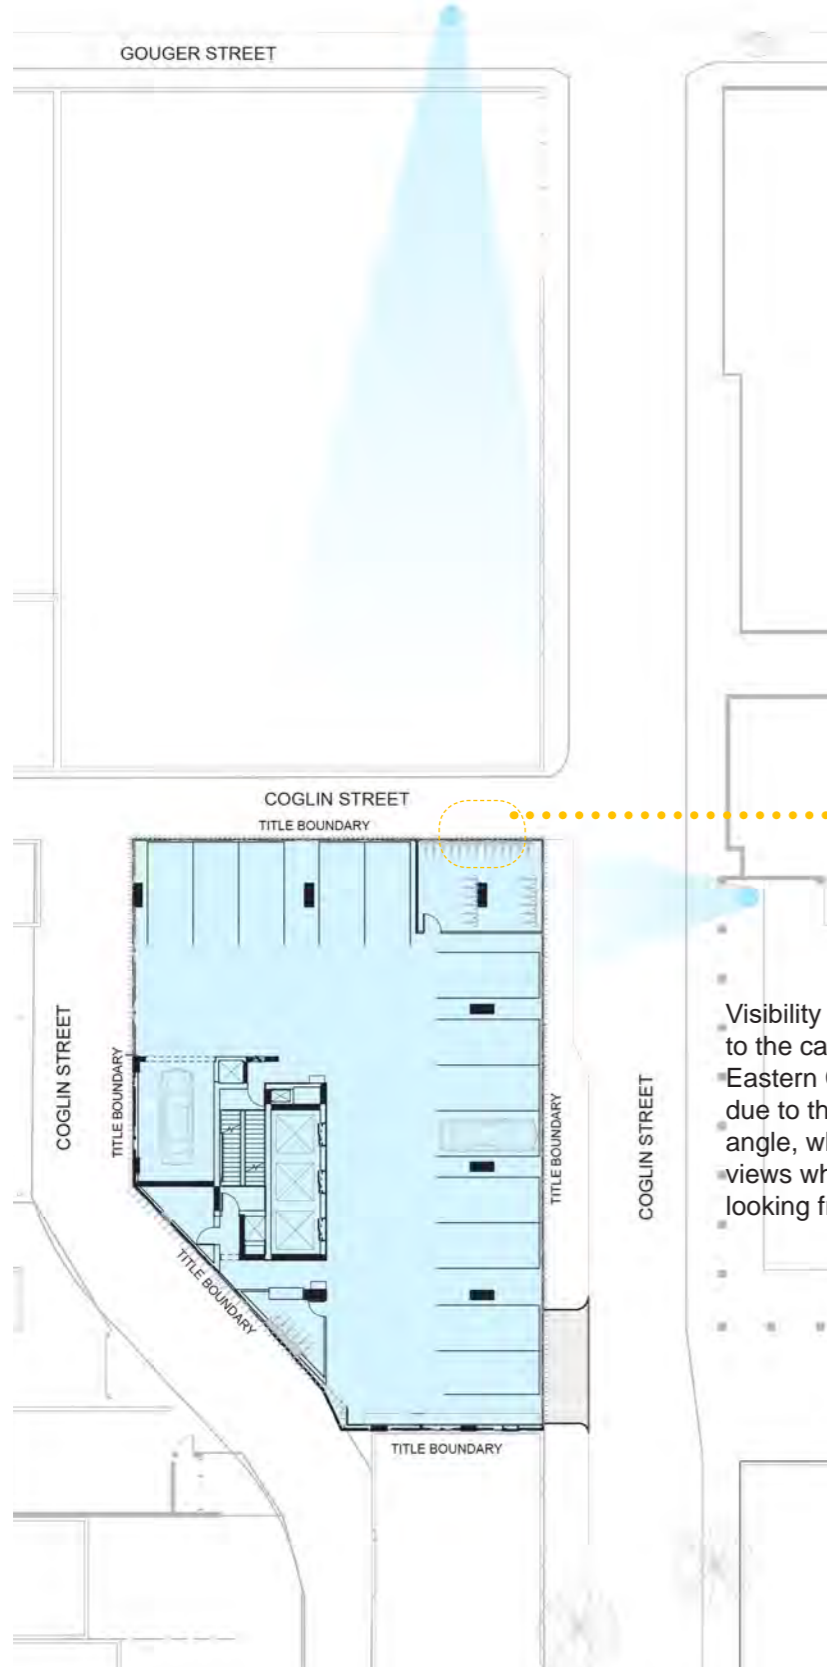 GOUGER STREET
COGLIN STREET
TITLE BOUNDARY
COGLIN STREET
TITLE BOUNDARY
TITLE BOUNDARY
COGLIN STREET
TITLE BOUNDARY
TITLE BOUNDARY
Visibility
to the ca
Eastern
due to th
angle, w
views wh
looking f